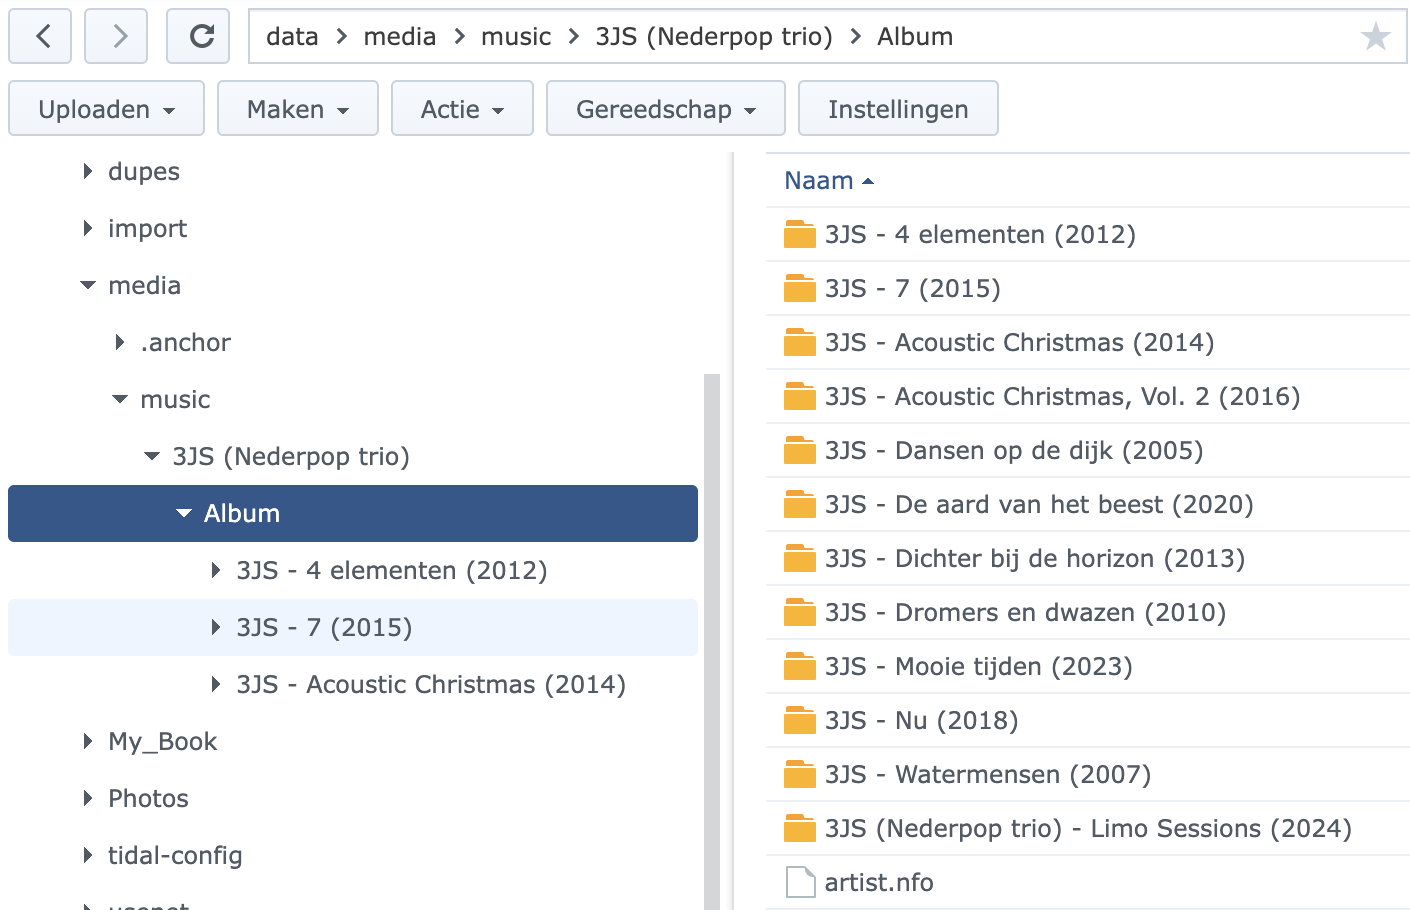 data > media > music > 3JS (Nederpop trio) > Album
Uploaden
Maken
Actie
Gereedschap
Instellingen
dupes
import
media
.anchor
music
3JS (Nederpop trio)
Album
3JS - 4 elementen (2012)
3JS - 7 (2015)
3JS - Acoustic Christmas (2014)
My_Book
Photos
tidal-config
Naam
3JS - 4 elementen (2012)
3JS - 7 (2015)
3JS - Acoustic Christmas (2014)
3JS - Acoustic Christmas, Vol. 2 (2016)
3JS - Dansen op de dijk (2005)
3JS - De aard van het beest (2020)
3JS - Dichter bij de horizon (2013)
3JS - Dromers en dwazen (2010)
3JS - Mooie tijden (2023)
3JS - Nu (2018)
3JS - Watermensen (2007)
3JS (Nederpop trio) - Limo Sessions (2024)
artist.nfo